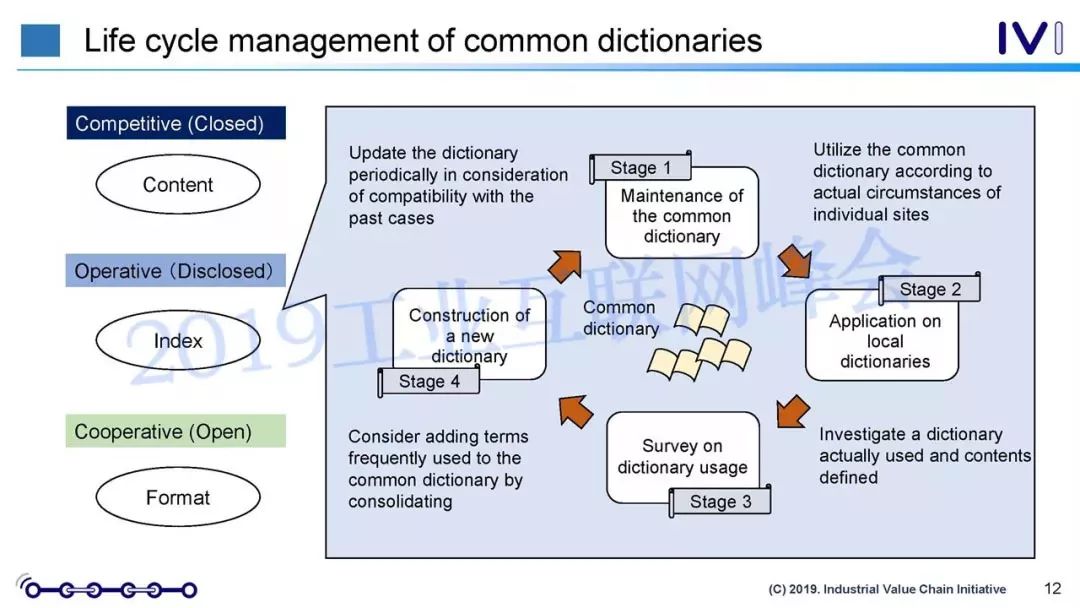 Life cycle management of common dictionaries
IVI
Competitive (Closed)
Content
Operative (Disclosed)
Index
Cooperative (Open)
Format
Update the dictionary
periodically in consideration
of compatibility with the
past cases
Stage 1
Maintenance of
the common
dictionary
Utilize the common
dictionary according to
actual circumstances of
individual sites
Stage 2
Application on
local
dictionaries
Common
dictionary
Construction of
a new
dictionary
Stage 4
Survey on
dictionary usage
Stage 3
Investigate a dictionary
actually used and contents
defined
Consider adding terms
frequently used to the
common dictionary by
consolidating
2019工业互联网峰会
(C) 2019. Industrial Value Chain Initiative
12